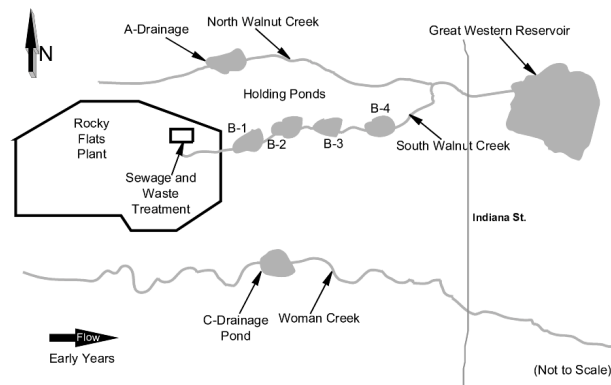 North Walnut Creek
A-Drainage
Great Western Reservoir
N
Holding Ponds
B-4
Rocky
Flats
Plant
B-1
B-2
B-3
South Walnut Creek
Sewage and
Waste
Treatment
Indiana St.
C-Drainage
Pond
Woman Creek
Flow
Early Years
(Not to Scale)